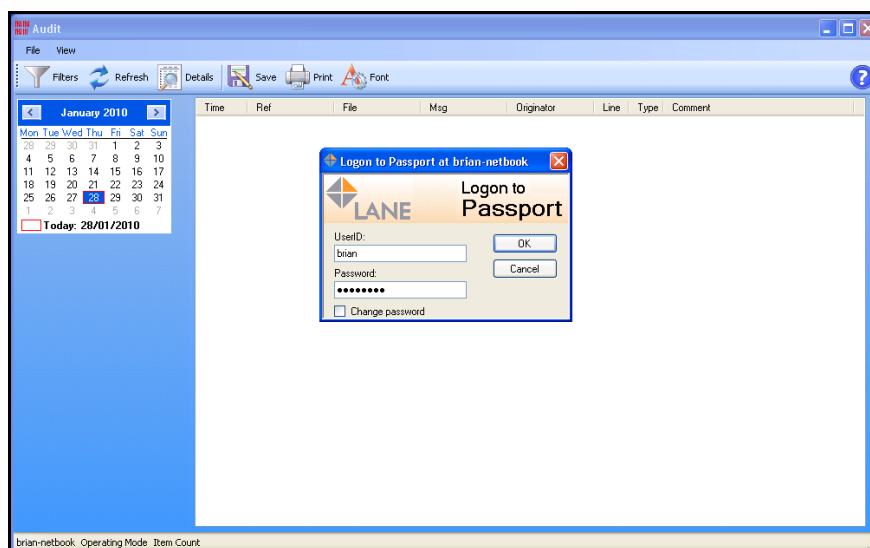 Audit
File View
Filters Refresh Details Save Print Font
January 2010
Mon Tue Wed Thu Fri Sat Sun
28 29 30 31 1 2 3
4 5 6 7 8 9 10
11 12 13 14 15 16 17
18 19 20 21 22 23 24
25 26 27 28 29 30 31
1 2 3 4 5 6 7
Today: 28/01/2010
Time Ref File Msg Originator Line Type Comment
Logon to Passport at brian-netbook
LANE
Logon to
Passport
UserID:
brian
OK
Password:
Cancel
••••••••
Change password
brian-netbook Operating Mode Item Count